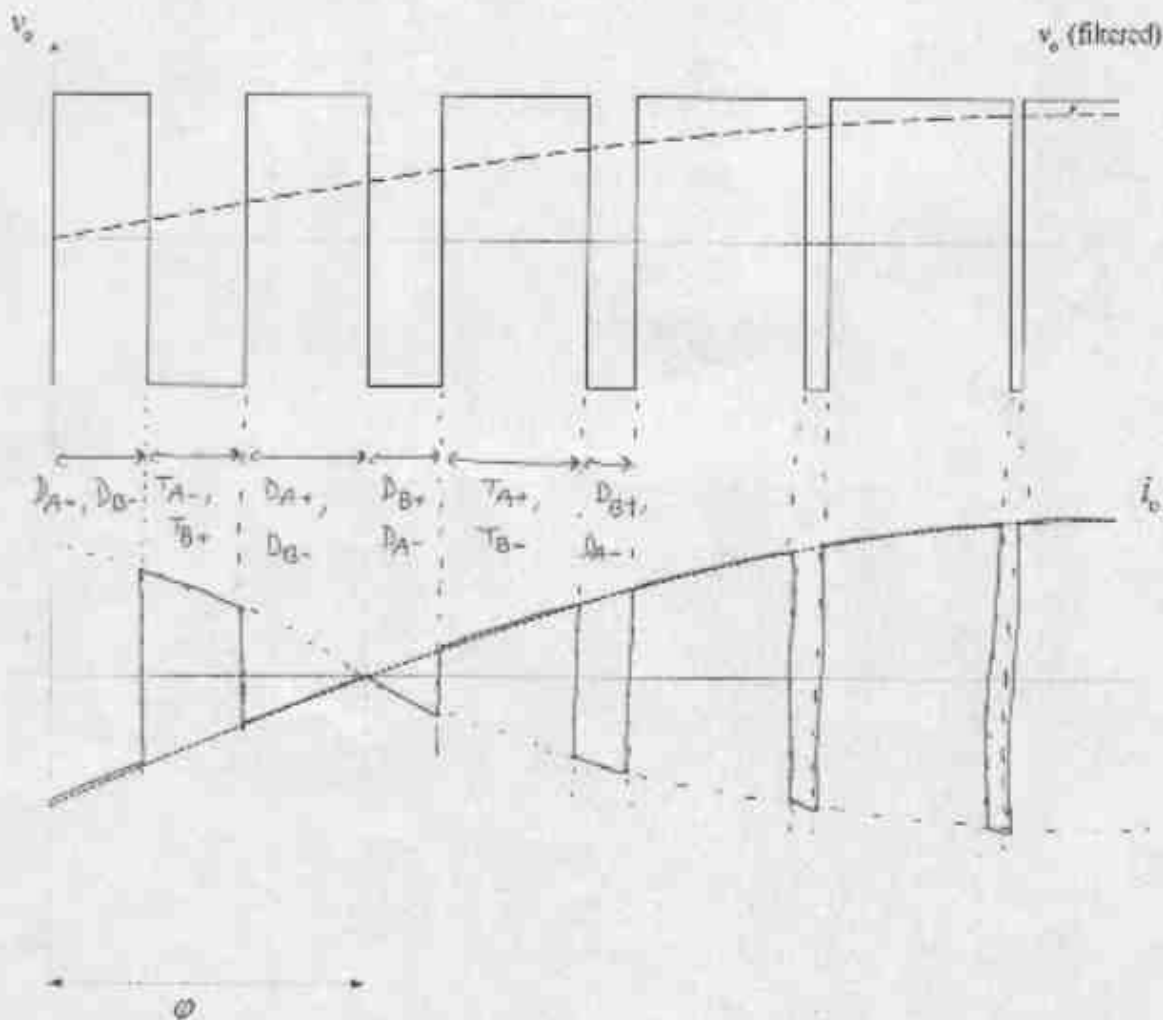 v_o
v_o (filtered)
D_A+, D_B- T_A-, D_A+, D_B+ T_A+, D_B+, i_o
T_B+ D_B- D_A- T_B- D_A-,
φ